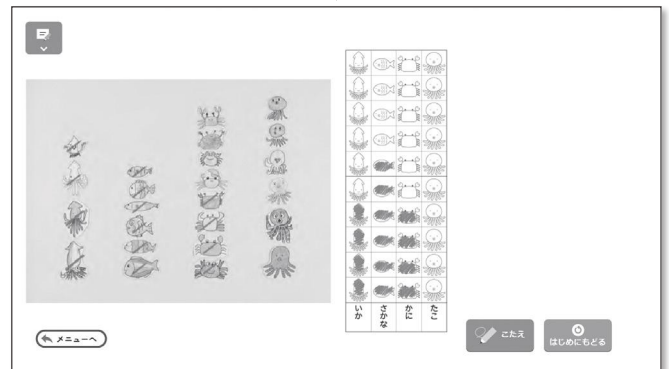 いか
さかな
かに
たこ
メニューへ
こたえ
はじめにもどる